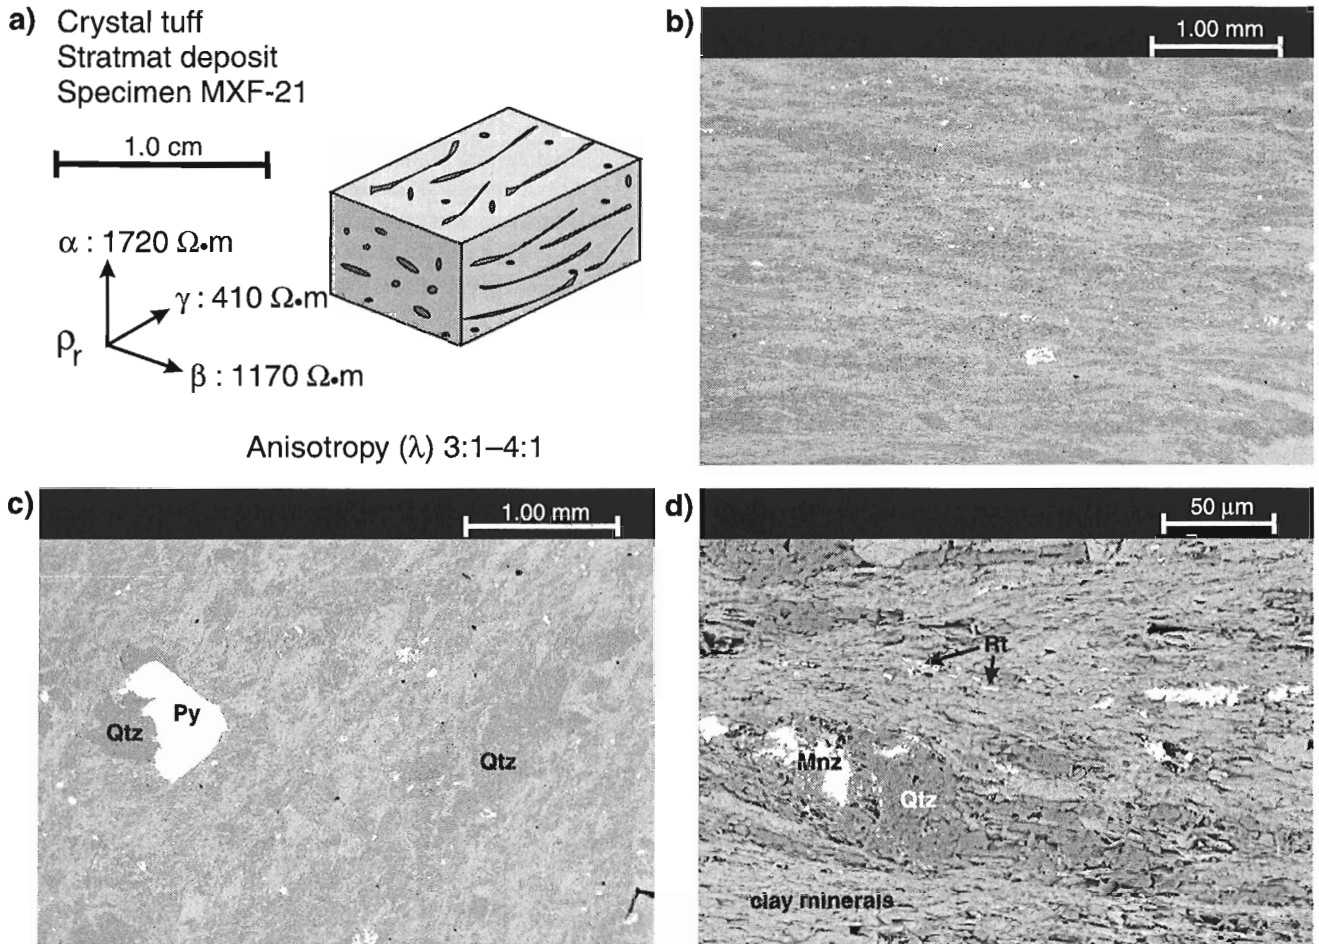 a) Crystal tuff
Stratmat deposit
Specimen MXF-21
1.0 cm
α : 1720 Ω•m
γ : 410 Ω•m
ρr
β : 1170 Ω•m
Anisotropy (λ) 3:1–4:1
b)
1.00 mm
c)
1.00 mm
Py
Qtz
Qtz
d)
50 μm
Rt
Mnz
Qtz
clay minerals